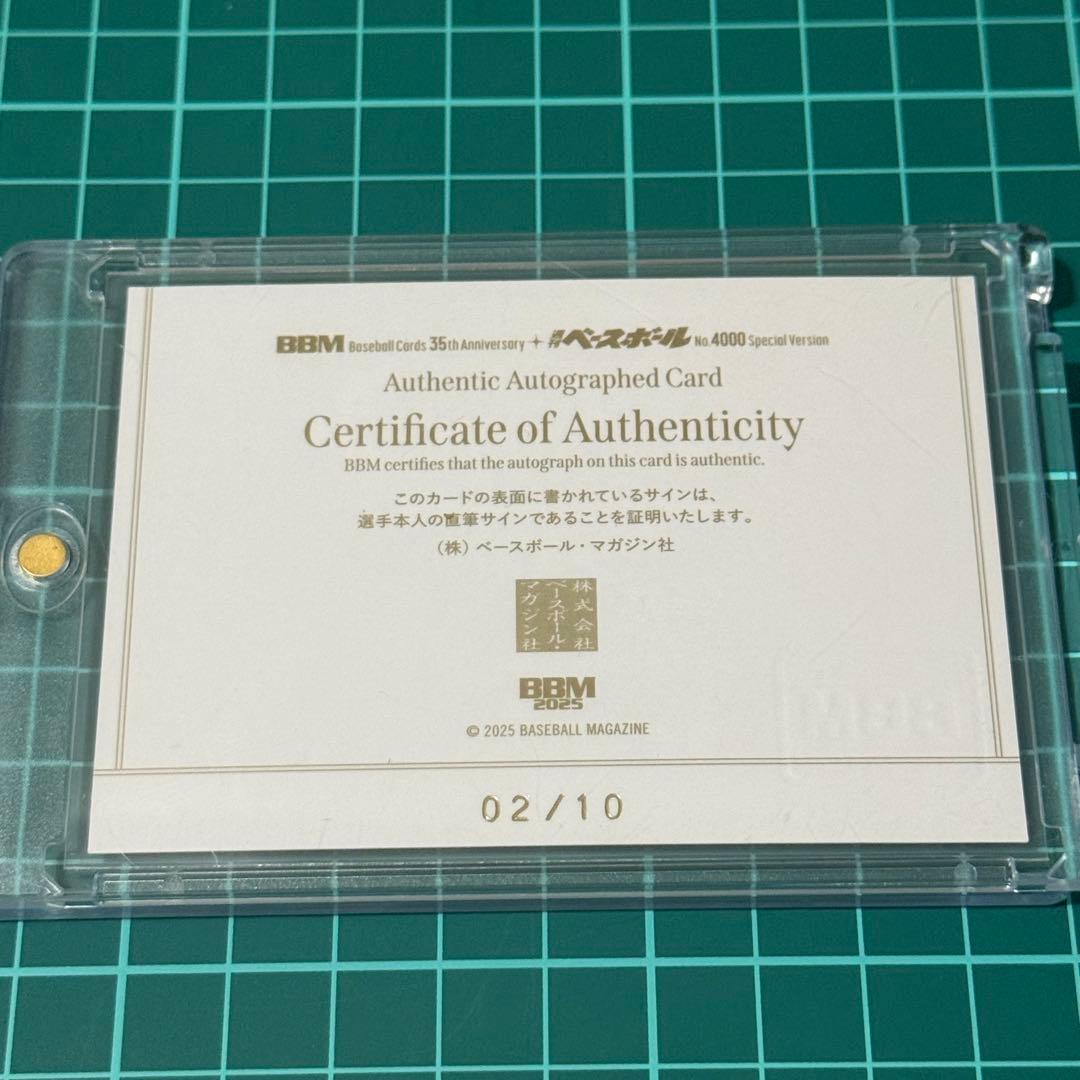 BBM Baseball Cards 35th Anniversary + 週刊ベースボール No.4000 Special Version
Authentic Autographed Card
Certificate of Authenticity
BBM certifies that the autograph on this card is authentic.
このカードの表面に書かれているサインは、
選手本人の直筆サインであることを証明いたします。
（株）ベースボール・マガジン社
株式会社
ベースボール・
マガジン社
BBM
2025
© 2025 BASEBALL MAGAZINE
BBM
02/10